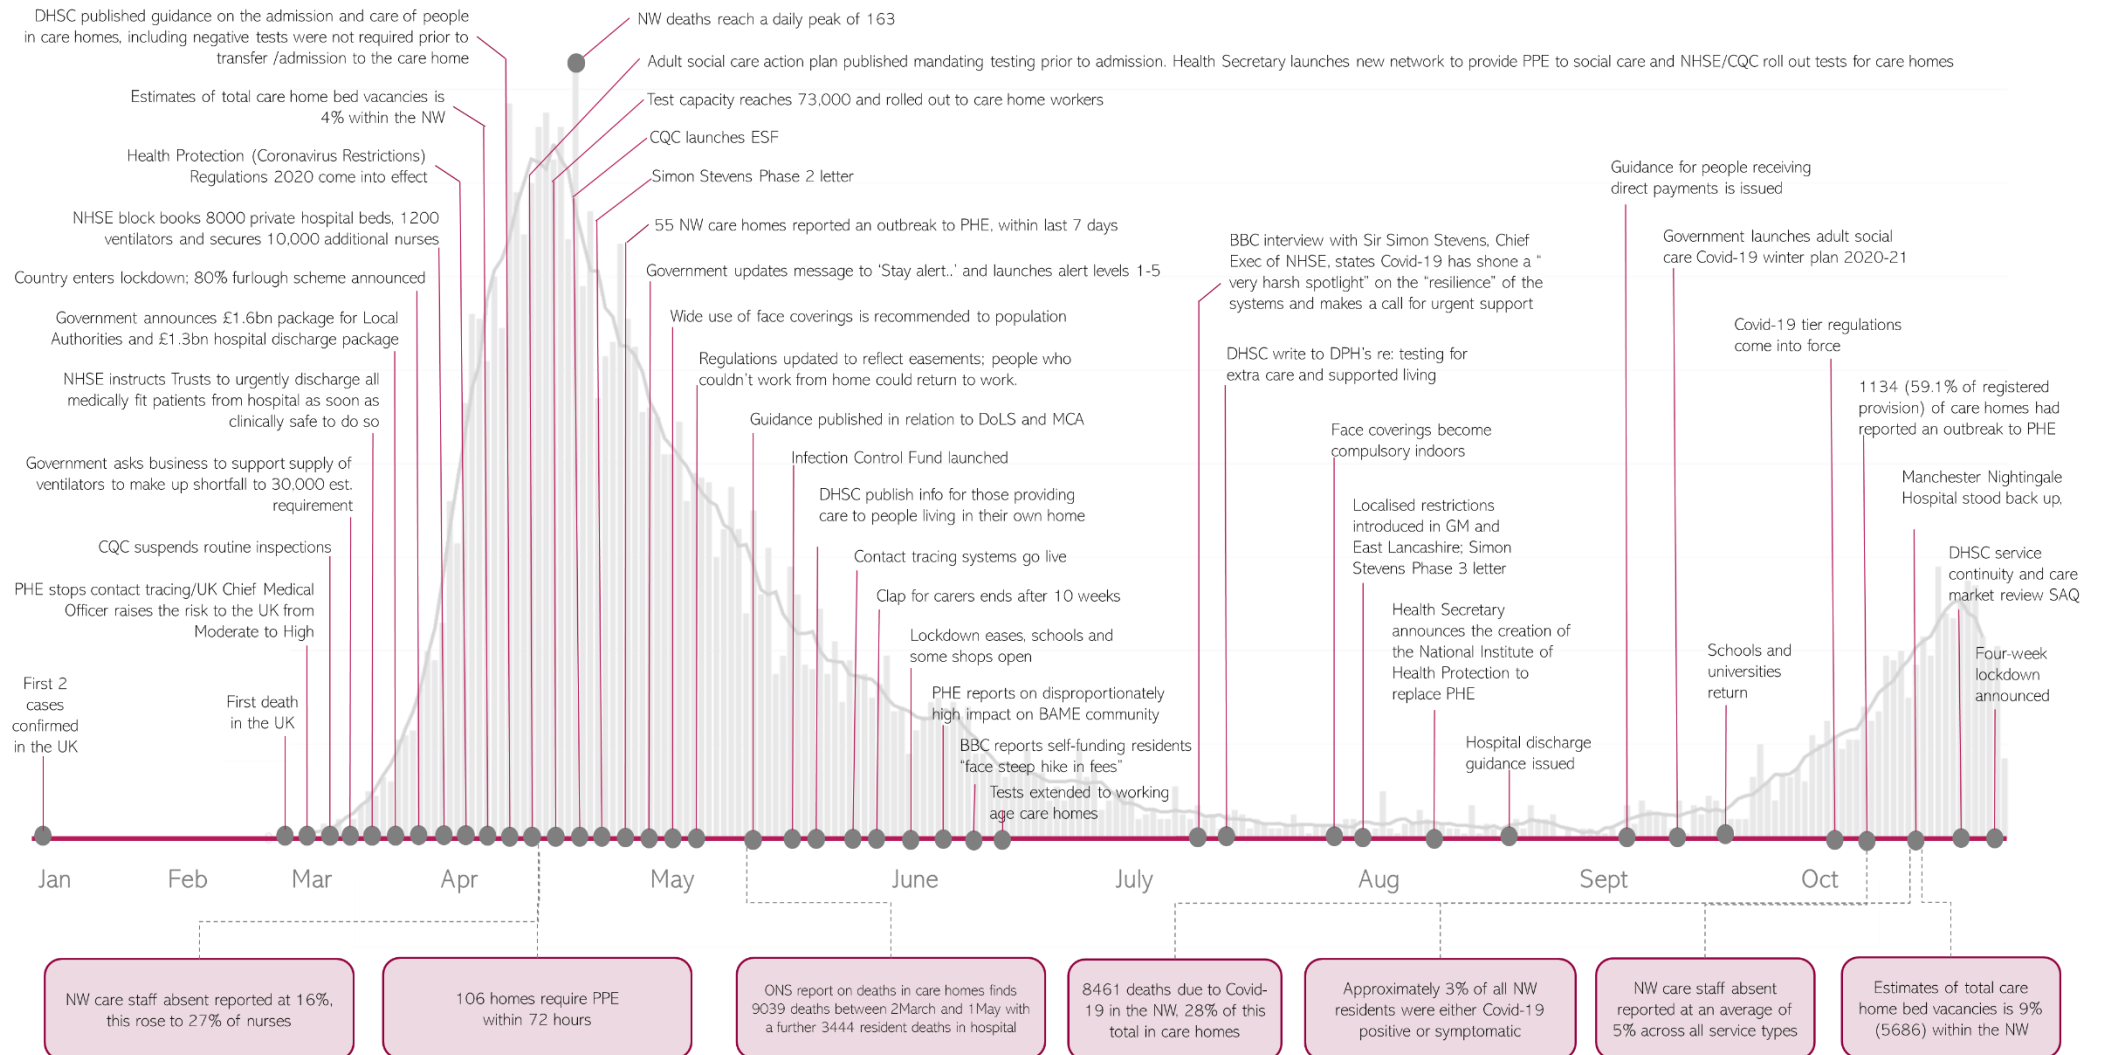 DHSC published guidance on the admission and care of people
in care homes, including negative tests were not required prior to
transfer /admission to the care home
Estimates of total care home bed vacancies is
4% within the NW
Health Protection (Coronavirus Restrictions)
Regulations 2020 come into effect
NHSE block books 8000 private hospital beds, 1200
ventilators and secures 10,000 additional nurses
Country enters lockdown; 80% furlough scheme announced
Government announces £1.6bn package for Local
Authorities and £1.3bn hospital discharge package
NHSE instructs Trusts to urgently discharge all
medically fit patients from hospital as soon as
clinically safe to do so
Government asks business to support supply of
ventilators to make up shortfall to 30,000 est.
requirement
CQC suspends routine inspections
PHE stops contact tracing/UK Chief Medical
Officer raises the risk to the UK from
Moderate to High
First 2
cases
confirmed
in the UK
First death
in the UK
NW deaths reach a daily peak of 163
Adult social care action plan published mandating testing prior to admission. Health Secretary launches new network to provide PPE to social care and NHSE/CQC roll out tests for care homes
Test capacity reaches 73,000 and rolled out to care home workers
CQC launches ESF
Simon Stevens Phase 2 letter
55 NW care homes reported an outbreak to PHE, within last 7 days
Government updates message to 'Stay alert..' and launches alert levels 1-5
Wide use of face coverings is recommended to population
Regulations updated to reflect easements; people who
couldn't work from home could return to work.
Guidance published in relation to DoLS and MCA
Infection Control Fund launched
DHSC publish info for those providing
care to people living in their own home
Contact tracing systems go live
Clap for carers ends after 10 weeks
Lockdown eases, schools and
some shops open
PHE reports on disproportionately
high impact on BAME community
BBC reports self-funding residents
"face steep hike in fees"
Tests extended to working
age care homes
BBC interview with Sir Simon Stevens, Chief
Exec of NHSE, states Covid-19 has shone a "
very harsh spotlight" on the "resilience" of the
systems and makes a call for urgent support
DHSC write to DPH's re: testing for
extra care and supported living
Face coverings become
compulsory indoors
Localised restrictions
introduced in GM and
East Lancashire; Simon
Stevens Phase 3 letter
Health Secretary
announces the creation of
the National Institute of
Health Protection to
replace PHE
Hospital discharge
guidance issued
Guidance for people receiving
direct payments is issued
Government launches adult social
care Covid-19 winter plan 2020-21
Schools and
universities
return
Covid-19 tier regulations
come into force
1134 (59.1% of registered
provision) of care homes had
reported an outbreak to PHE
Manchester Nightingale
Hospital stood back up.
DHSC service
continuity and care
market review SAQ
Four-week
lockdown
announced
Jan
Feb
Mar
Apr
May
June
July
Aug
Sept
Oct
NW care staff absent reported at 16%,
this rose to 27% of nurses
106 homes require PPE
within 72 hours
ONS report on deaths in care homes finds
9039 deaths between 2March and 1May with
a further 3444 resident deaths in hospital
8461 deaths due to Covid-
19 in the NW, 28% of this
total in care homes
Approximately 3% of all NW
residents were either Covid-19
positive or symptomatic
NW care staff absent
reported at an average of
5% across all service types
Estimates of total care
home bed vacancies is 9%
(5686) within the NW